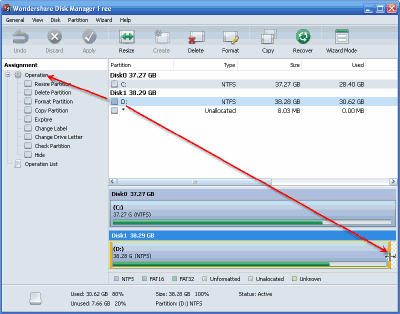 Wondershare Disk Manager Free
General View Disk Partition Wizard Help
Undo Discard Apply Resize Create Delete Format Copy Recover Wizard Mode
Assignment
Operation
Resize Partition
Delete Partition
Format Partition
Copy Partition
Explore
Change Label
Change Drive Letter
Check Partition
Hide
Operation List
Partition Type Size Used
Disk0 37.27 GB
C: NTFS 37.27 GB 28.40 GB
Disk1 38.29 GB
D: NTFS 38.28 GB 30.62 GB
* Unallocated 8.03 MB 0.00 MB
Disk0 37.27 GB
(C:)
37.27 G (NTFS)
Disk1 38.29 GB
(D:)
38.28 G (NTFS)
NTFS FAT16 FAT32 Unformatted Unallocated Unknown
Used: 30.62 GB 80% Size: 38.28 GB 100% Status: Active
Unused: 7.66 GB 20% Partition: (D:) NTFS